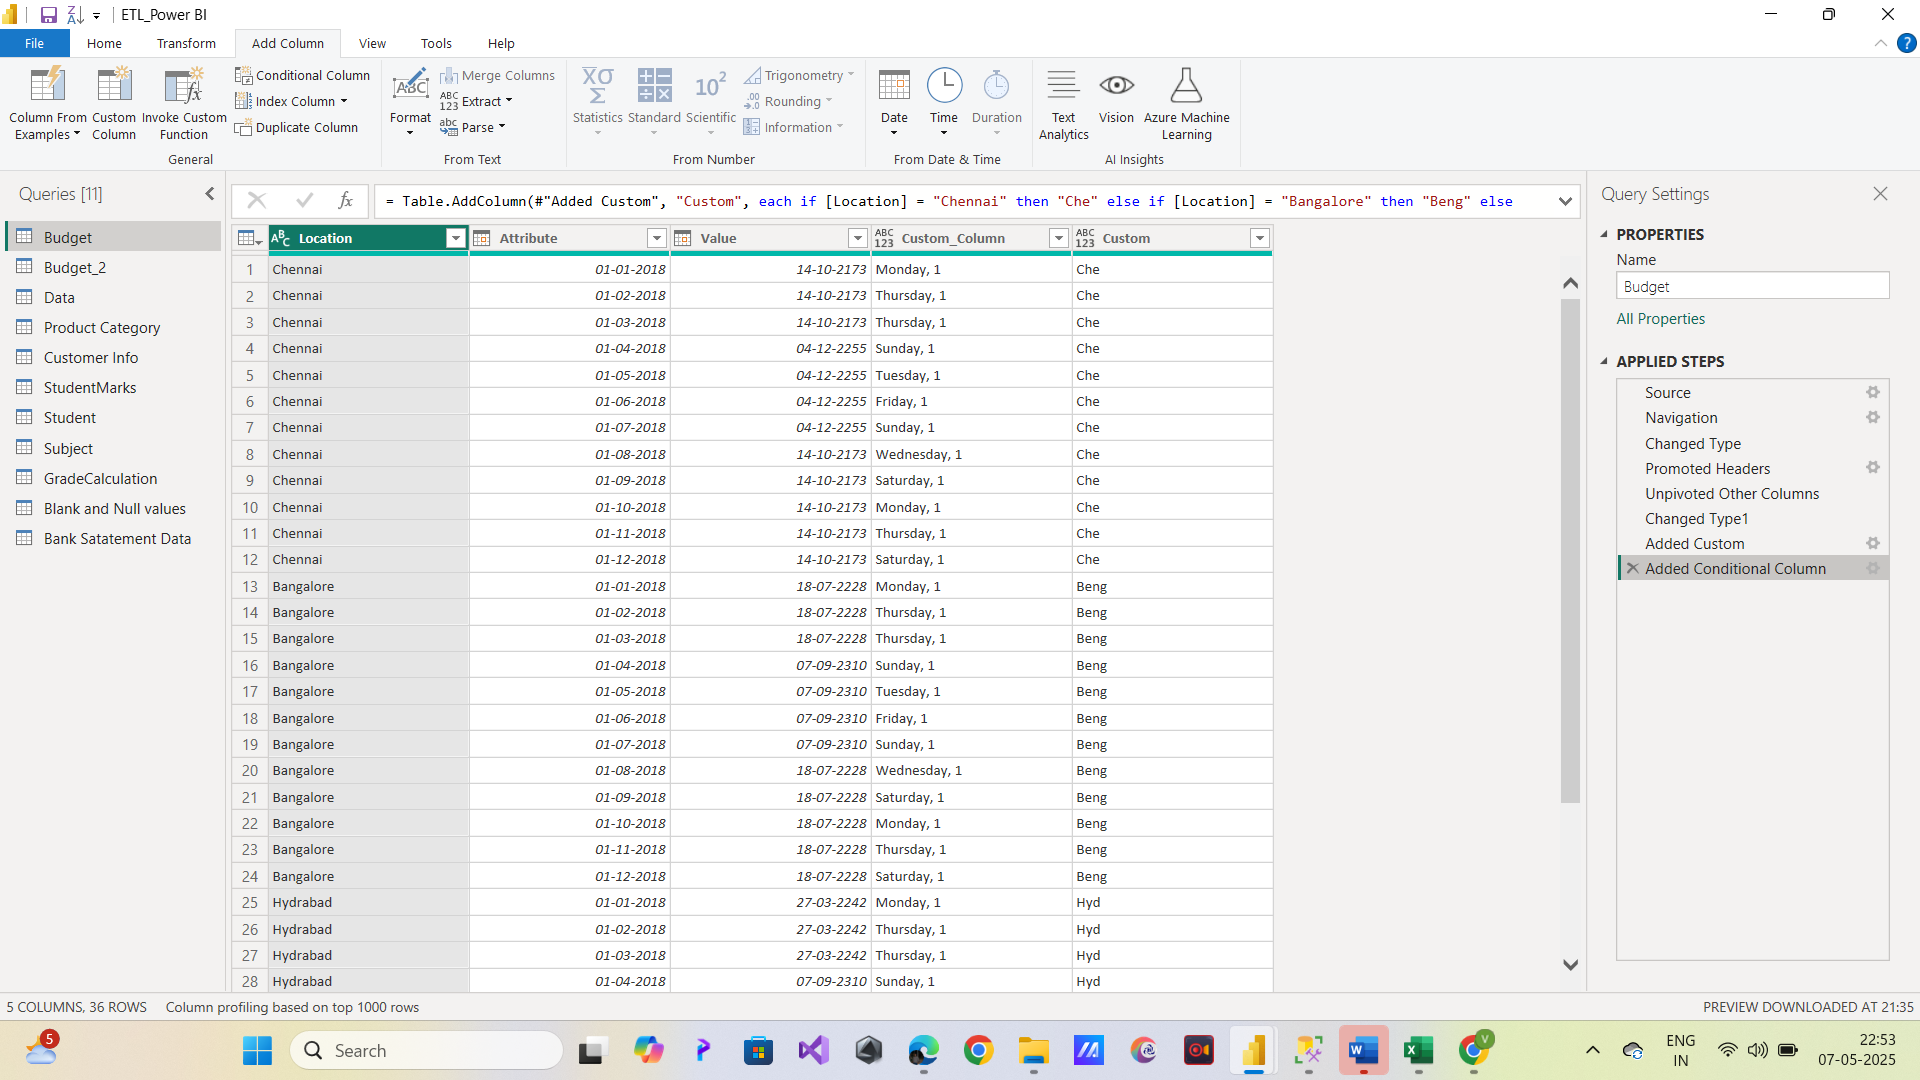 ETL_Power BI
File
Home
Transform
Add Column
View
Tools
Help
Column From Examples
Custom Column
Invoke Custom Function
Conditional Column
Index Column
Duplicate Column
General
Format
Merge Columns
Extract
Parse
From Text
Statistics
Standard
Scientific
Trigonometry
Rounding
Information
From Number
Date
Time
Duration
From Date & Time
Text Analytics
Vision
Azure Machine Learning
AI Insights
Queries [11]
Budget
Budget_2
Data
Product Category
Customer Info
StudentMarks
Student
Subject
GradeCalculation
Blank and Null values
Bank Satatement Data
= Table.AddColumn(#"Added Custom", "Custom", each if [Location] = "Chennai" then "Che" else if [Location] = "Bangalore" then "Beng" else
Location Attribute Value Custom_Column Custom
1 Chennai 01-01-2018 14-10-2173 Monday, 1 Che
2 Chennai 01-02-2018 14-10-2173 Thursday, 1 Che
3 Chennai 01-03-2018 14-10-2173 Thursday, 1 Che
4 Chennai 01-04-2018 04-12-2255 Sunday, 1 Che
5 Chennai 01-05-2018 04-12-2255 Tuesday, 1 Che
6 Chennai 01-06-2018 04-12-2255 Friday, 1 Che
7 Chennai 01-07-2018 04-12-2255 Sunday, 1 Che
8 Chennai 01-08-2018 14-10-2173 Wednesday, 1 Che
9 Chennai 01-09-2018 14-10-2173 Saturday, 1 Che
10 Chennai 01-10-2018 14-10-2173 Monday, 1 Che
11 Chennai 01-11-2018 14-10-2173 Thursday, 1 Che
12 Chennai 01-12-2018 14-10-2173 Saturday, 1 Che
13 Bangalore 01-01-2018 18-07-2228 Monday, 1 Beng
14 Bangalore 01-02-2018 18-07-2228 Thursday, 1 Beng
15 Bangalore 01-03-2018 18-07-2228 Thursday, 1 Beng
16 Bangalore 01-04-2018 07-09-2310 Sunday, 1 Beng
17 Bangalore 01-05-2018 07-09-2310 Tuesday, 1 Beng
18 Bangalore 01-06-2018 07-09-2310 Friday, 1 Beng
19 Bangalore 01-07-2018 07-09-2310 Sunday, 1 Beng
20 Bangalore 01-08-2018 18-07-2228 Wednesday, 1 Beng
21 Bangalore 01-09-2018 18-07-2228 Saturday, 1 Beng
22 Bangalore 01-10-2018 18-07-2228 Monday, 1 Beng
23 Bangalore 01-11-2018 18-07-2228 Thursday, 1 Beng
24 Bangalore 01-12-2018 18-07-2228 Saturday, 1 Beng
25 Hydrabad 01-01-2018 27-03-2242 Monday, 1 Hyd
26 Hydrabad 01-02-2018 27-03-2242 Thursday, 1 Hyd
27 Hydrabad 01-03-2018 27-03-2242 Thursday, 1 Hyd
28 Hydrabad 01-04-2018 07-09-2310 Sunday, 1 Hyd
Query Settings
PROPERTIES
Name
Budget
All Properties
APPLIED STEPS
Source
Navigation
Changed Type
Promoted Headers
Unpivoted Other Columns
Changed Type1
Added Custom
Added Conditional Column
5 COLUMNS, 36 ROWS Column profiling based on top 1000 rows
PREVIEW DOWNLOADED AT 21:35
5
Search
ENG
IN
22:53
07-05-2025